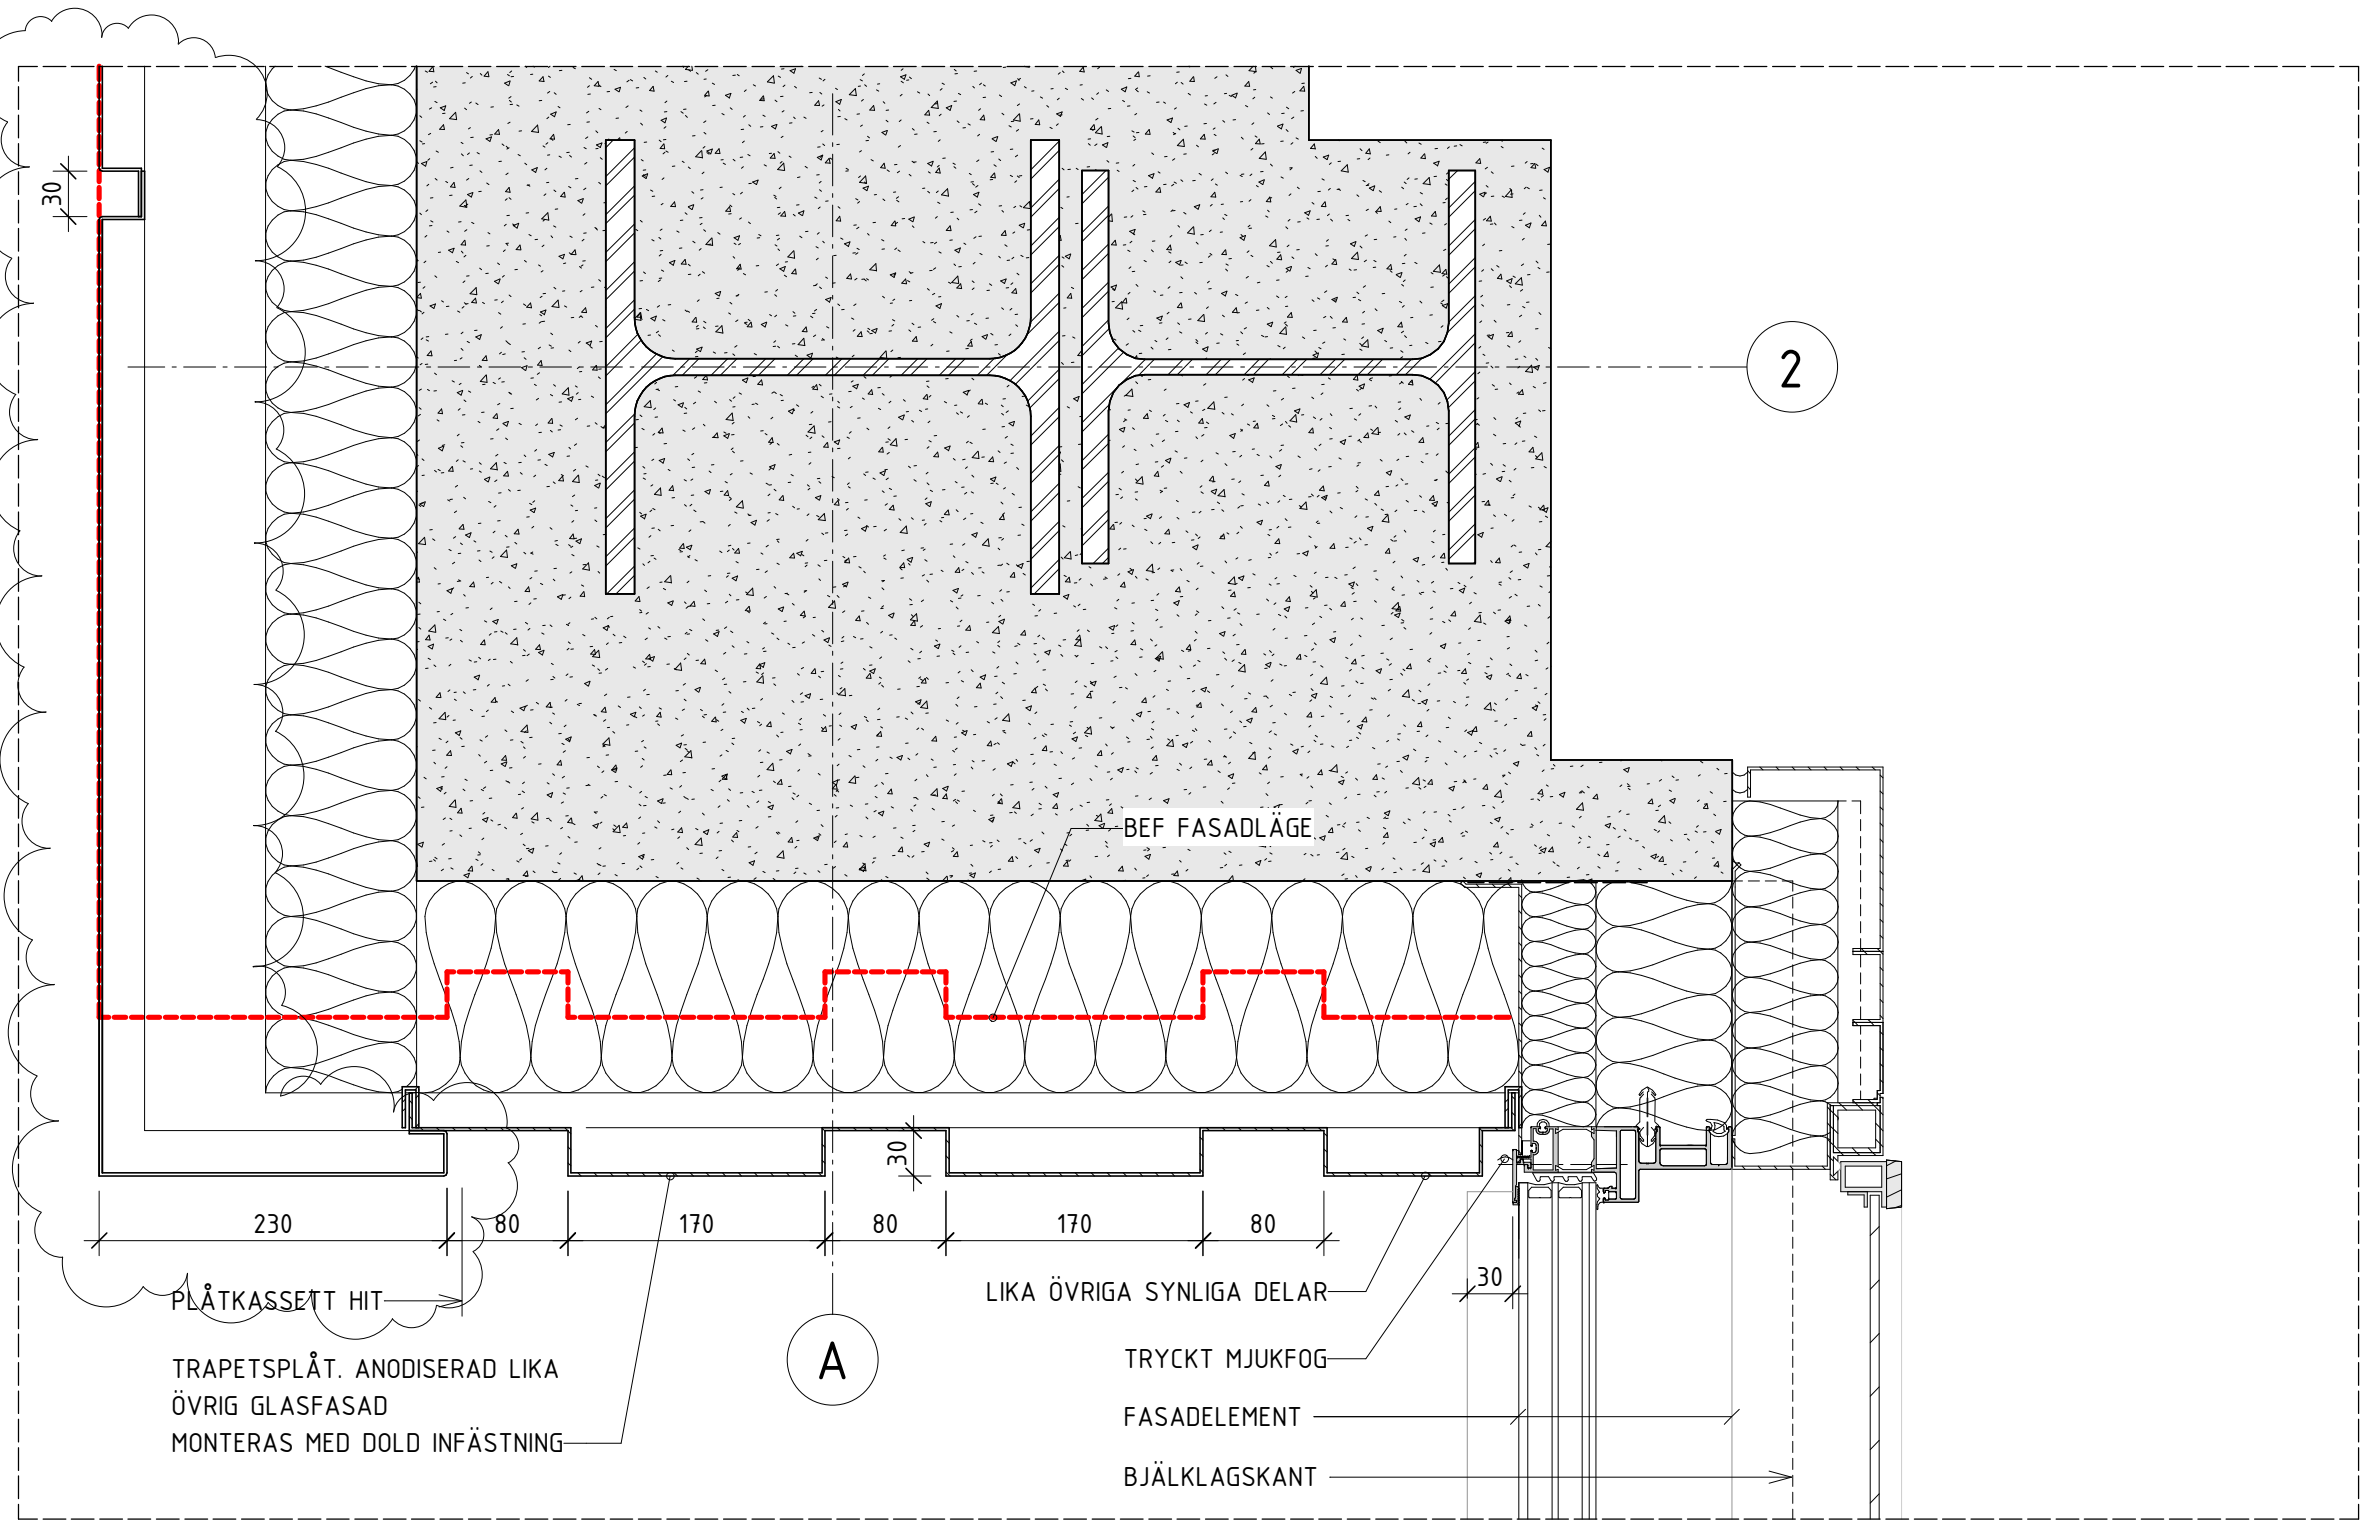 30
2
BEF FASADLÄGE
30
230
80
170
80
170
80
30
PLÅTKASSETT HIT
LIKA ÖVRIGA SYNLIGA DELAR
A
TRYCKT MJUKFOG
TRAPETSPLÅT. ANODISERAD LIKA
ÖVRIG GLASFASAD
MONTERAS MED DOLD INFÄSTNING
FASADELEMENT
BJÄLKLAGSKANT